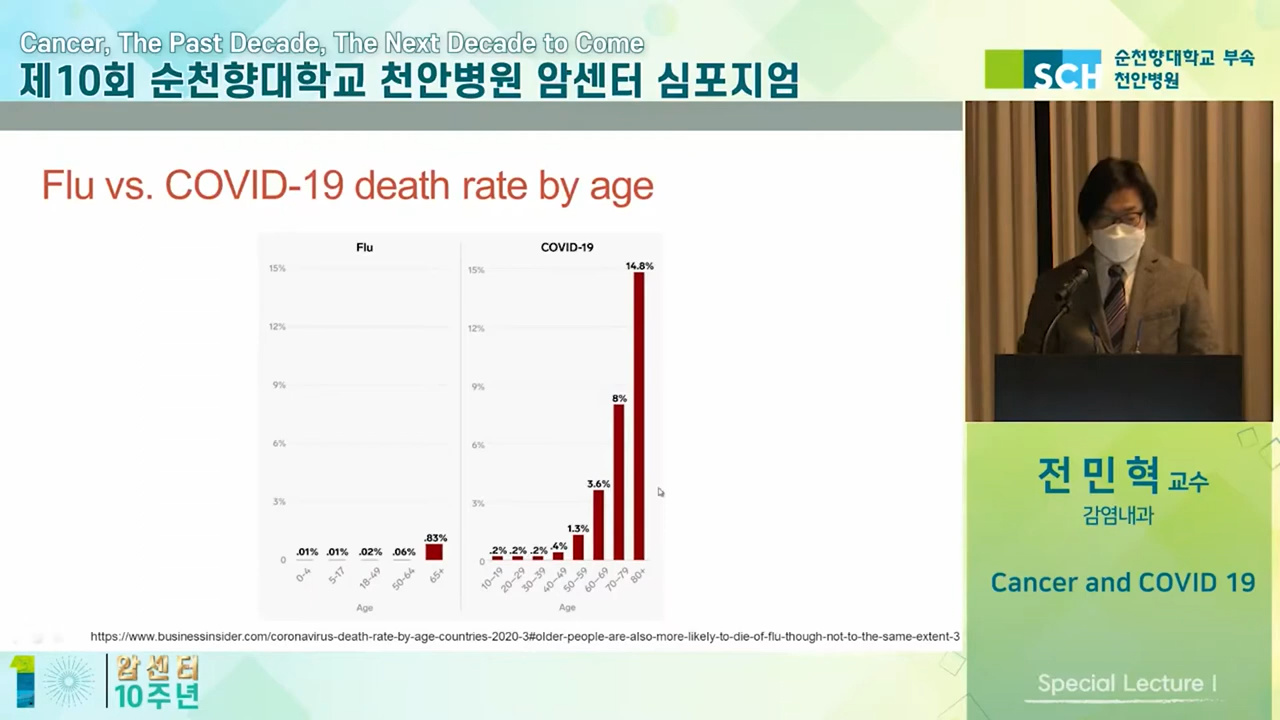 Cancer, The Past Decade, The Next Decade to Come
제10회 순천향대학교 천안병원 암센터 심포지엄
SCH
순천향대학교 부속
천안병원
Flu vs. COVID-19 death rate by age
Flu
15%
12%
9%
6%
3%
0
.01%
.01%
.02%
.06%
.83%
0-4
5-17
18-49
50-64
65+
Age
COVID-19
15%
12%
9%
6%
3%
0
.2%
.2%
.2%
.4%
1.3%
3.6%
8%
14.8%
10–19
20–29
30–39
40–49
50–59
60–69
70–79
80+
Age
https://www.businessinsider.com/coronavirus-death-rate-by-age-countries-2020-3#older-people-are-also-more-likely-to-die-of-flu-though-not-to-the-same-extent-3
전 민 혁 교수
감염내과
Cancer and COVID 19
Special Lecture I
암센터
10주년